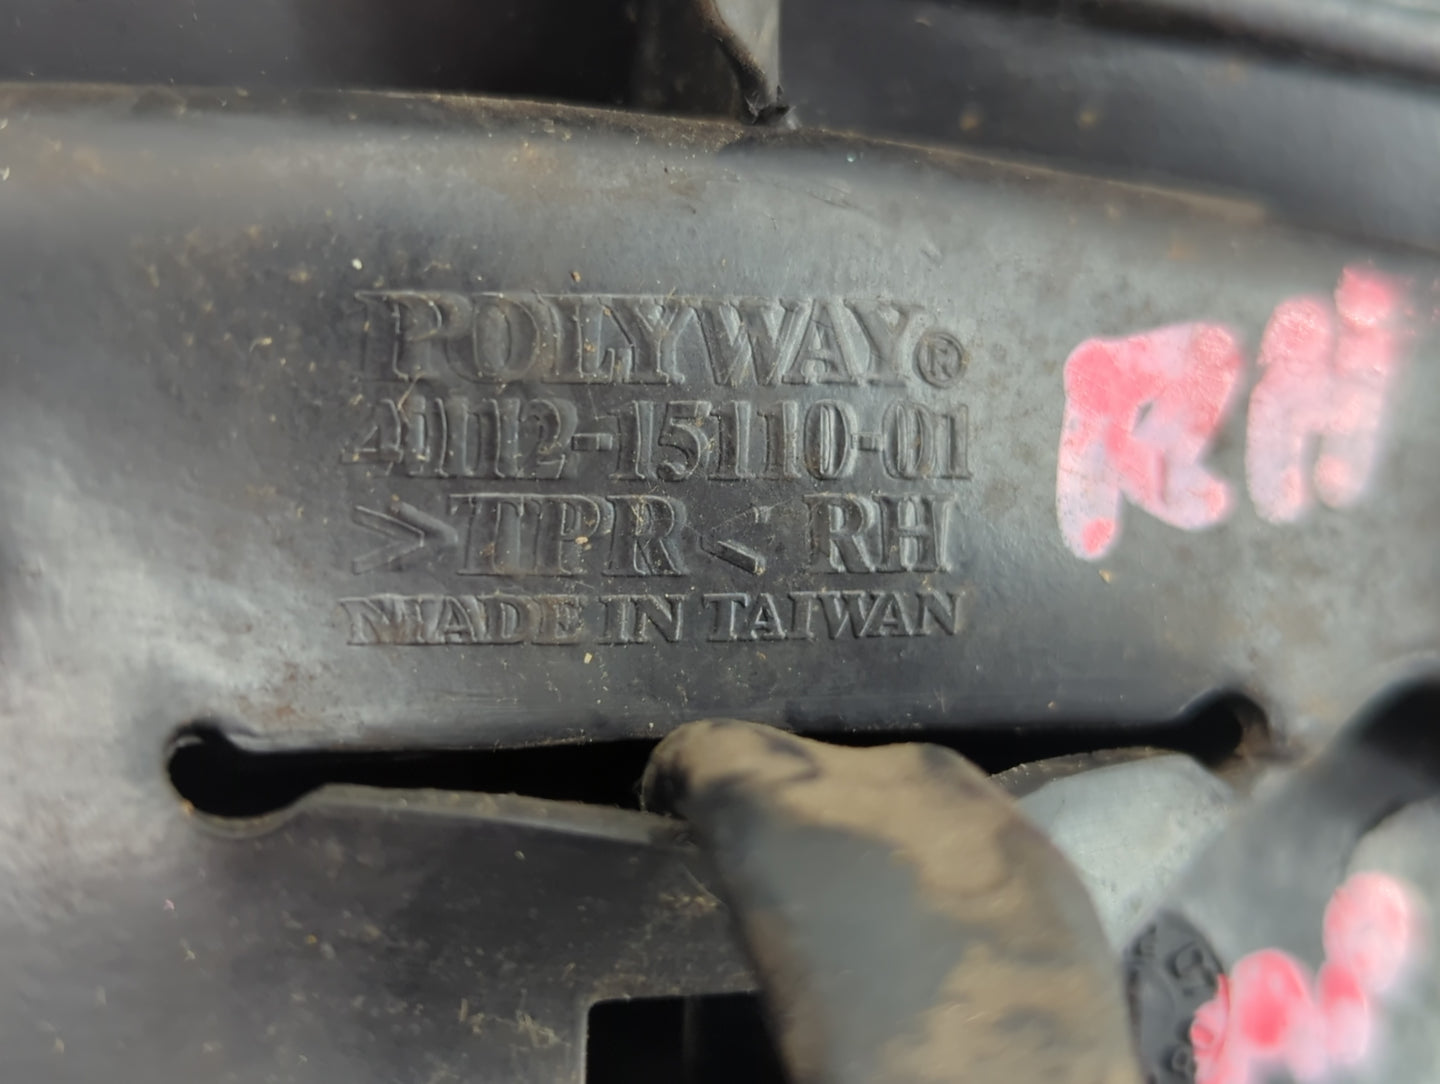 POLYWAY®
41112-15110-01
>TPR< RH
MADE IN TAIWAN
RH